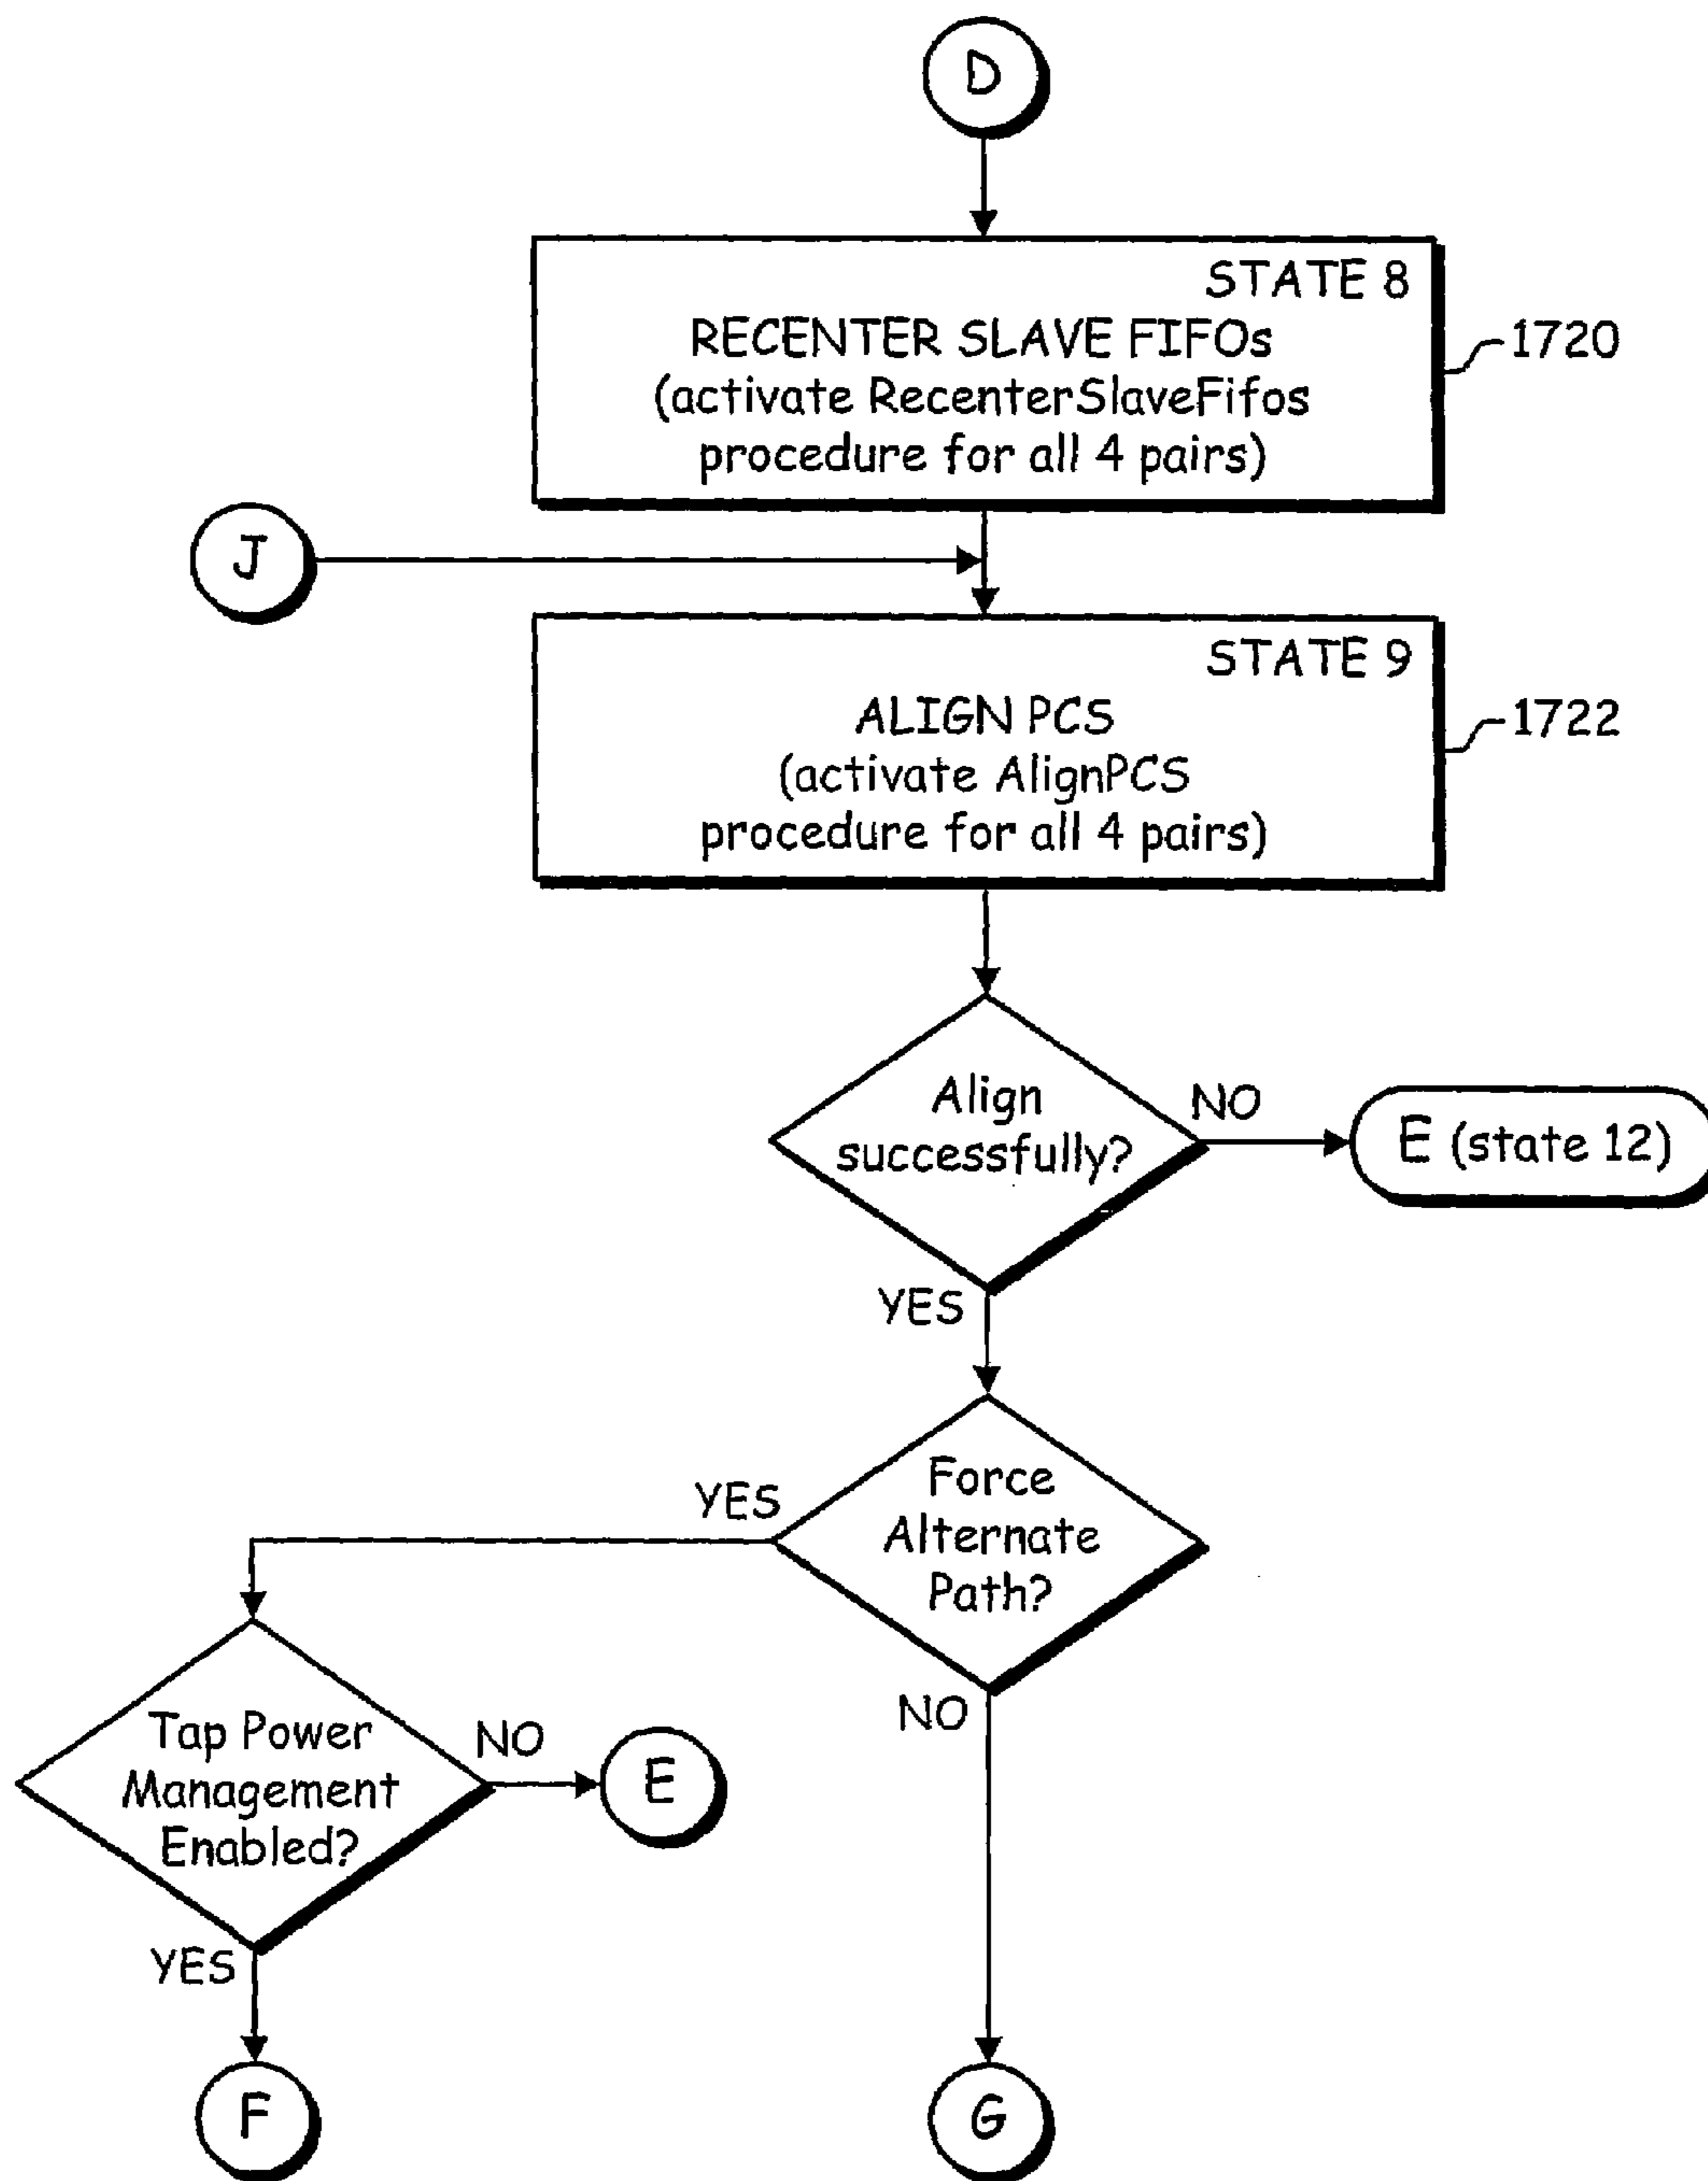 D
STATE 8
RECENTER SLAVE FIFOs
(activate RecenterSlaveFifos
procedure for all 4 pairs)
1720
J
STATE 9
ALIGN PCS
(activate AlignPCS
procedure for all 4 pairs)
1722
Align
successfully?
NO
E (state 12)
YES
Force
Alternate
Path?
YES
NO
Tap Power
Management
Enabled?
NO
E
YES
F
G